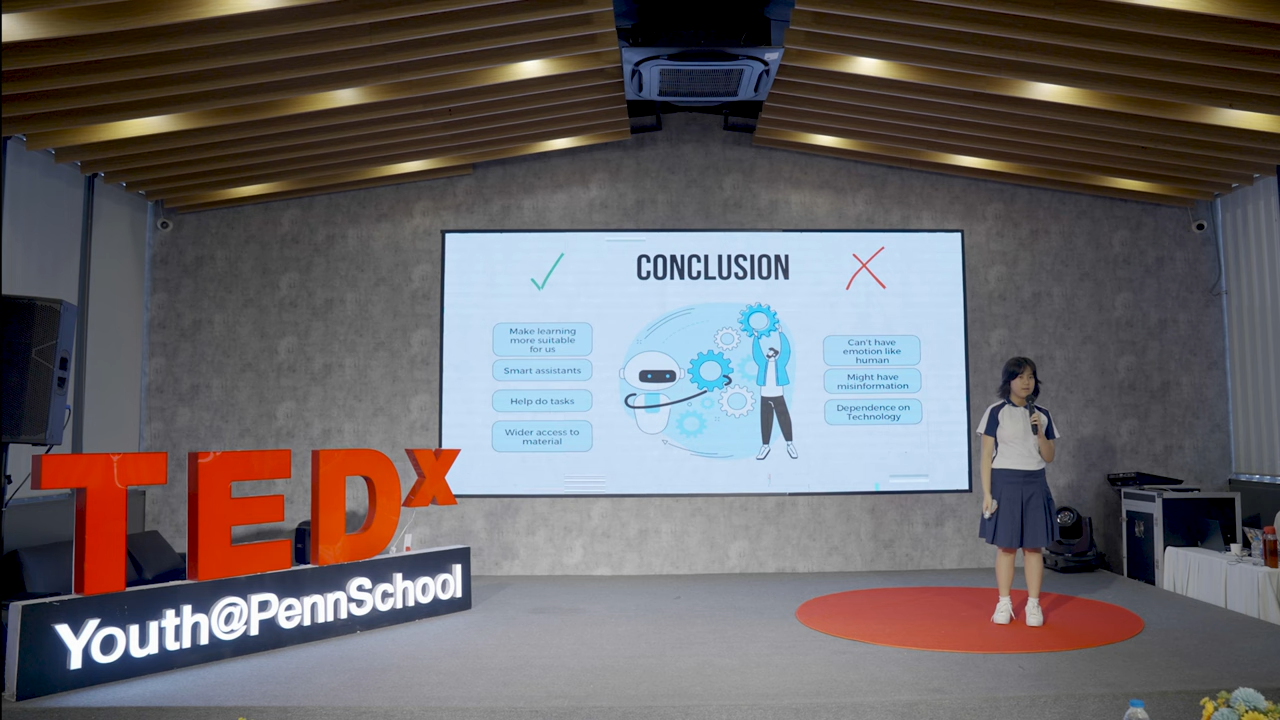 CONCLUSION
Make learning
more suitable
for us
Smart assistants
Help do tasks
Wider access to
material
Can't have
emotion like
human
Might have
misinformation
Dependence on
Technology
TEDx
Youth@PennSchool